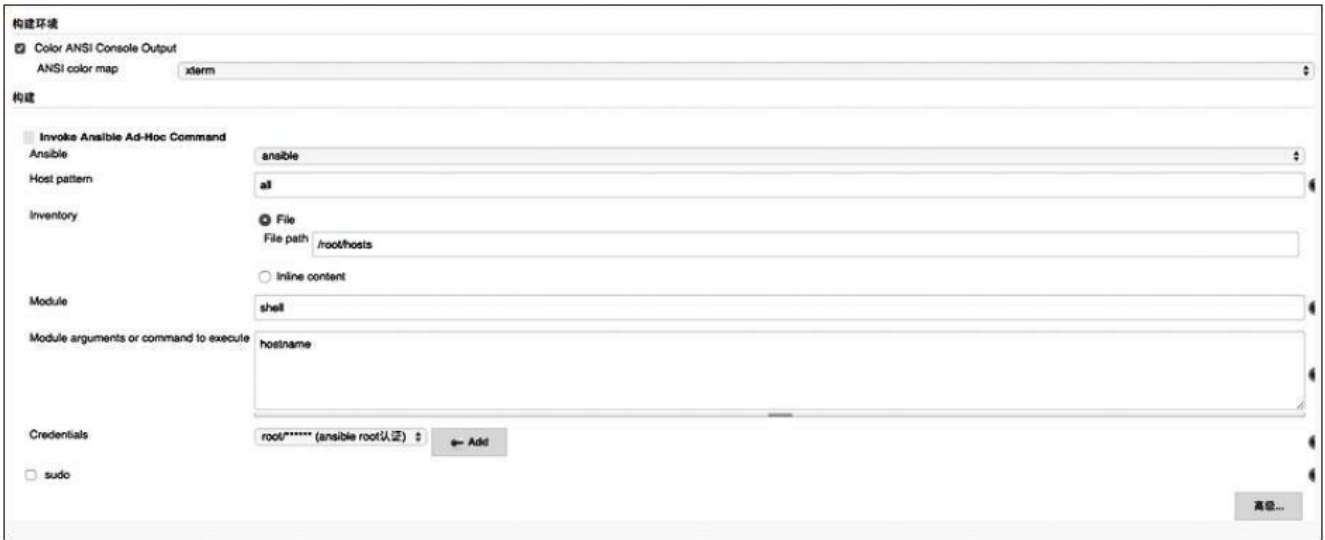 构建环境
Color ANSI Console Output
ANSI color map xterm
构建
Invoke Ansible Ad-Hoc Command
Ansible ansible
Host pattern all
Inventory File
File path /root/hosts
Inline content
Module shell
Module arguments or command to execute hostname
Credentials root/****** (ansible root认证) Add
sudo
高级...